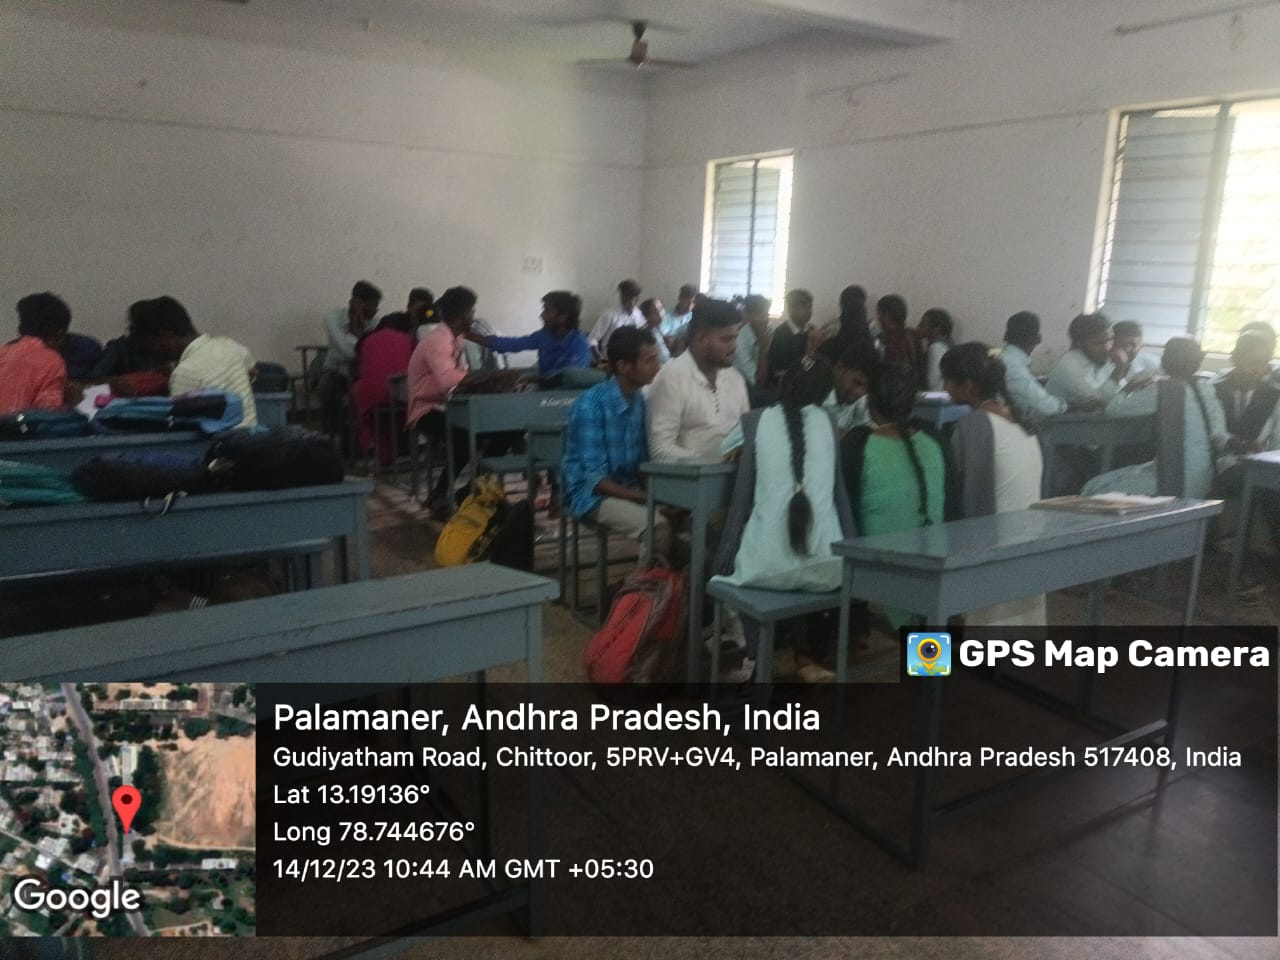 GPS Map Camera
Palamaner, Andhra Pradesh, India
Gudiyatham Road, Chittoor, 5PRV+GV4, Palamaner, Andhra Pradesh 517408, India
Lat 13.19136°
Long 78.744676°
14/12/23 10:44 AM GMT +05:30
Google